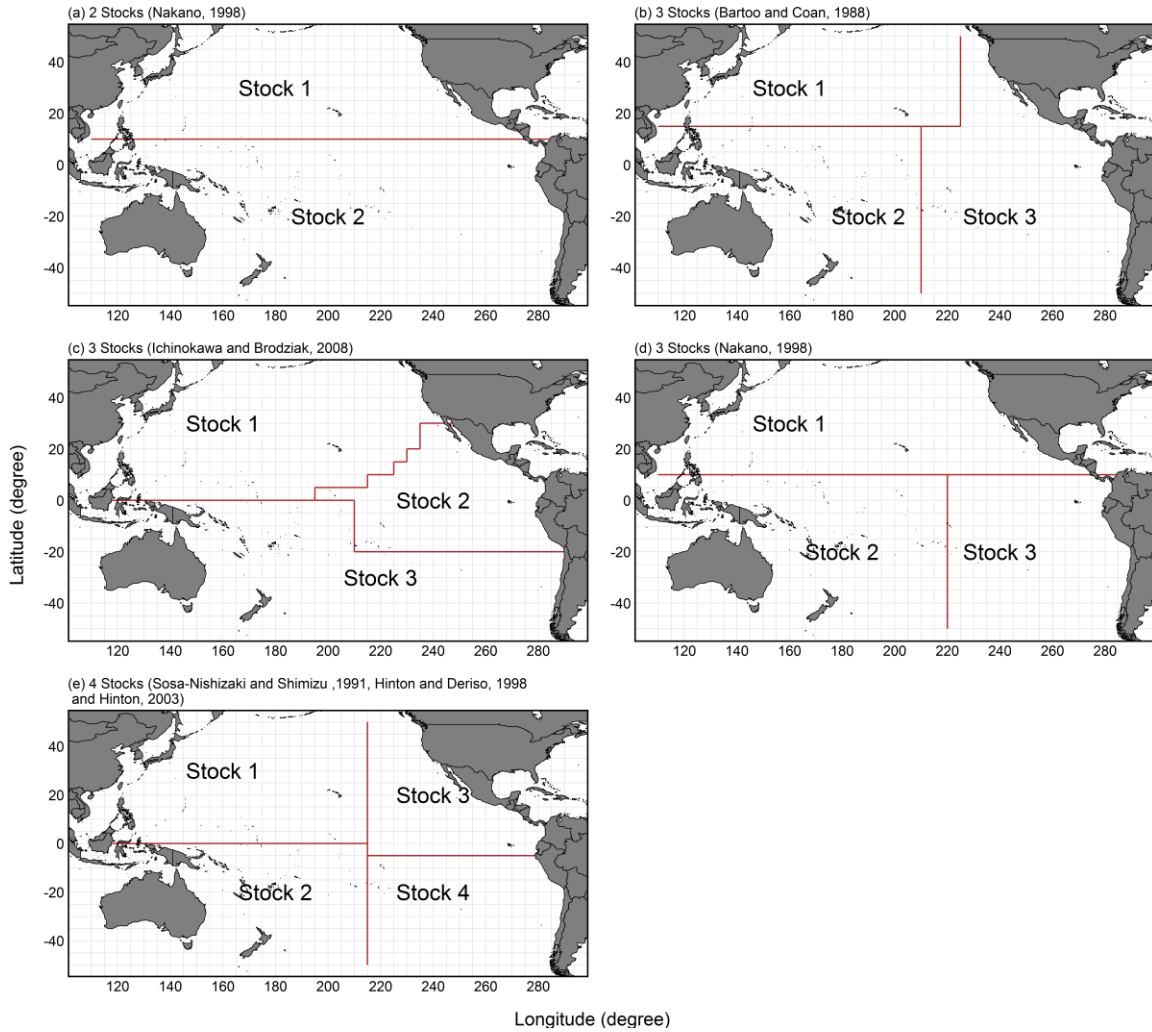 (a) 2 Stocks (Nakano, 1998)
40
20
0
-20
-40
Stock 1
Stock 2
120 140 160 180 200 220 240 260 280
(b) 3 Stocks (Bartoo and Coan, 1988)
40
20
0
-20
-40
Stock 1
Stock 2
Stock 3
120 140 160 180 200 220 240 260 280
(c) 3 Stocks (Ichinokawa and Brodziak, 2008)
40
20
0
-20
-40
Stock 1
Stock 2
Stock 3
120 140 160 180 200 220 240 260 280
(d) 3 Stocks (Nakano, 1998)
40
20
0
-20
-40
Stock 1
Stock 2
Stock 3
120 140 160 180 200 220 240 260 280
(e) 4 Stocks (Sosa-Nishizaki and Shimizu ,1991, Hinton and Deriso, 1998
and Hinton, 2003)
40
20
0
-20
-40
Stock 1
Stock 3
Stock 2
Stock 4
120 140 160 180 200 220 240 260 280
Latitude (degree)
Longitude (degree)